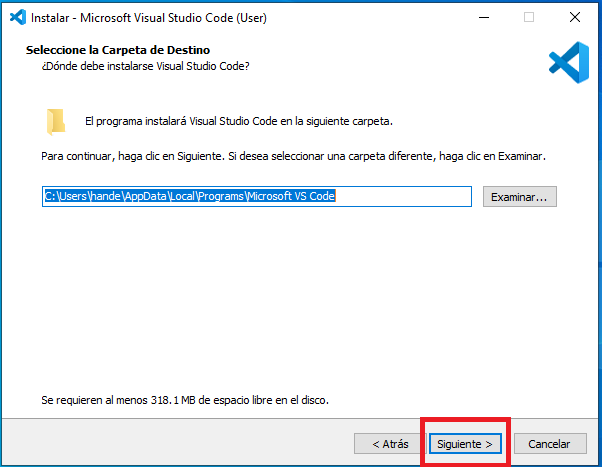 Instalar - Microsoft Visual Studio Code (User)
Seleccione la Carpeta de Destino
¿Dónde debe instalarse Visual Studio Code?
El programa instalará Visual Studio Code en la siguiente carpeta.
Para continuar, haga clic en Siguiente. Si desea seleccionar una carpeta diferente, haga clic en Examinar.
C:\Users\hande\AppData\Local\Programs\Microsoft VS Code
Examinar...
Se requieren al menos 318.1 MB de espacio libre en el disco.
< Atrás
Siguiente >
Cancelar